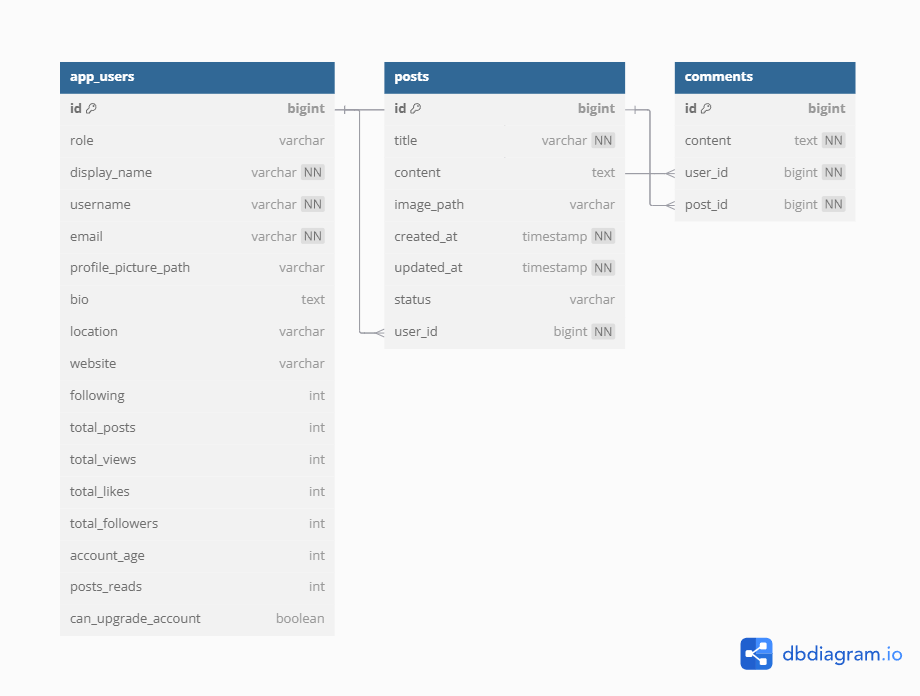 app_users
id bigint
role varchar
display_name varchar NN
username varchar NN
email varchar NN
profile_picture_path varchar
bio text
location varchar
website varchar
following int
total_posts int
total_views int
total_likes int
total_followers int
account_age int
posts_reads int
can_upgrade_account boolean
posts
id bigint
title varchar NN
content text
image_path varchar
created_at timestamp NN
updated_at timestamp NN
status varchar
user_id bigint NN
comments
id bigint
content text NN
user_id bigint NN
post_id bigint NN
dbdiagram.io